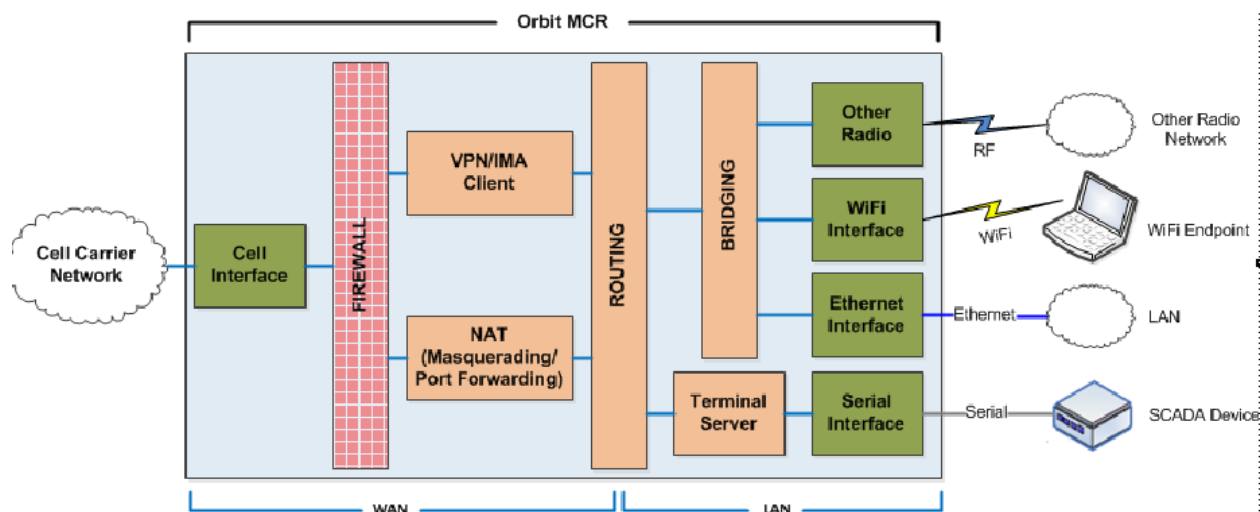 Orbit MCR
Cell Carrier
Network
Cell
Interface
FIREWALL
VPN/IMA
Client
NAT
(Masquerading/
Port Forwarding)
ROUTING
BRIDGING
Other
Radio
WiFi
Interface
Ethernet
Interface
Terminal
Server
Serial
Interface
RF
WiFi
Ethernet
Serial
Other Radio
Network
WiFi Endpoint
LAN
SCADA Device
WAN
LAN